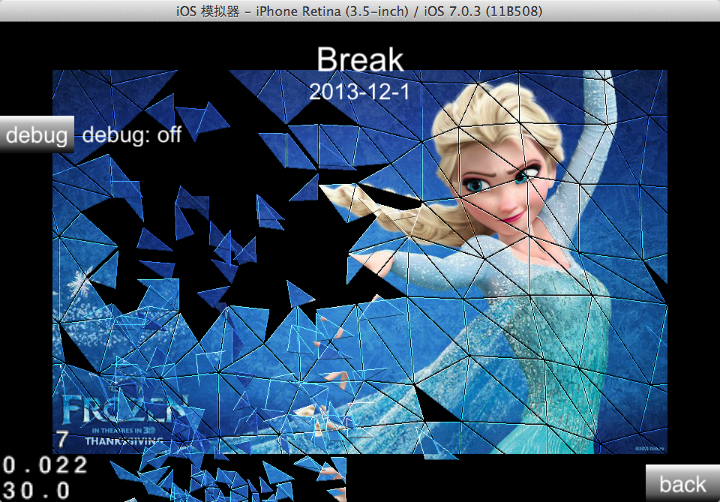 iOS 模拟器 – iPhone Retina (3.5-inch) / iOS 7.0.3 (11B508)
Break
2013-12-1
debug debug: off
FROZEN
IN THEATRES IN 3D
THANKSGIVING
7
0.022
30.0
back